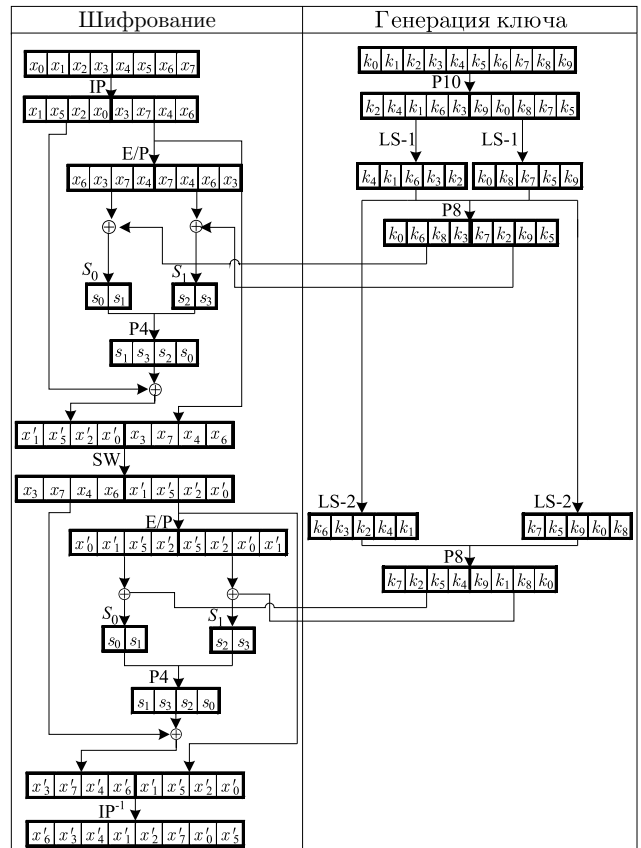 Шифрование
x0 x1 x2 x3 x4 x5 x6 x7
IP
x1 x5 x2 x0 x3 x7 x4 x6
E/P
x6 x3 x7 x4 x7 x4 x6 x3
S0 S1
s0 s1 s2 s3
P4
s1 s3 s2 s0
x'1 x'5 x'2 x'0 x3 x7 x4 x6
SW
x3 x7 x4 x6 x'1 x'5 x'2 x'0
E/P
x'0 x'1 x'5 x'2 x'5 x'2 x'0 x'1
S0 S1
s0 s1 s2 s3
P4
s1 s3 s2 s0
x'3 x'7 x'4 x'6 x'1 x'5 x'2 x'0
IP-1
x'6 x'3 x'4 x'1 x'2 x'7 x'0 x'5
Генерация ключа
k0 k1 k2 k3 k4 k5 k6 k7 k8 k9
P10
k2 k4 k1 k6 k3 k9 k0 k8 k7 k5
LS-1 LS-1
k4 k1 k6 k3 k2 k0 k8 k7 k5 k9
P8
k0 k6 k8 k3 k7 k2 k9 k5
LS-2 LS-2
k6 k3 k2 k4 k1 k7 k5 k9 k0 k8
P8
k7 k2 k5 k4 k9 k1 k8 k0